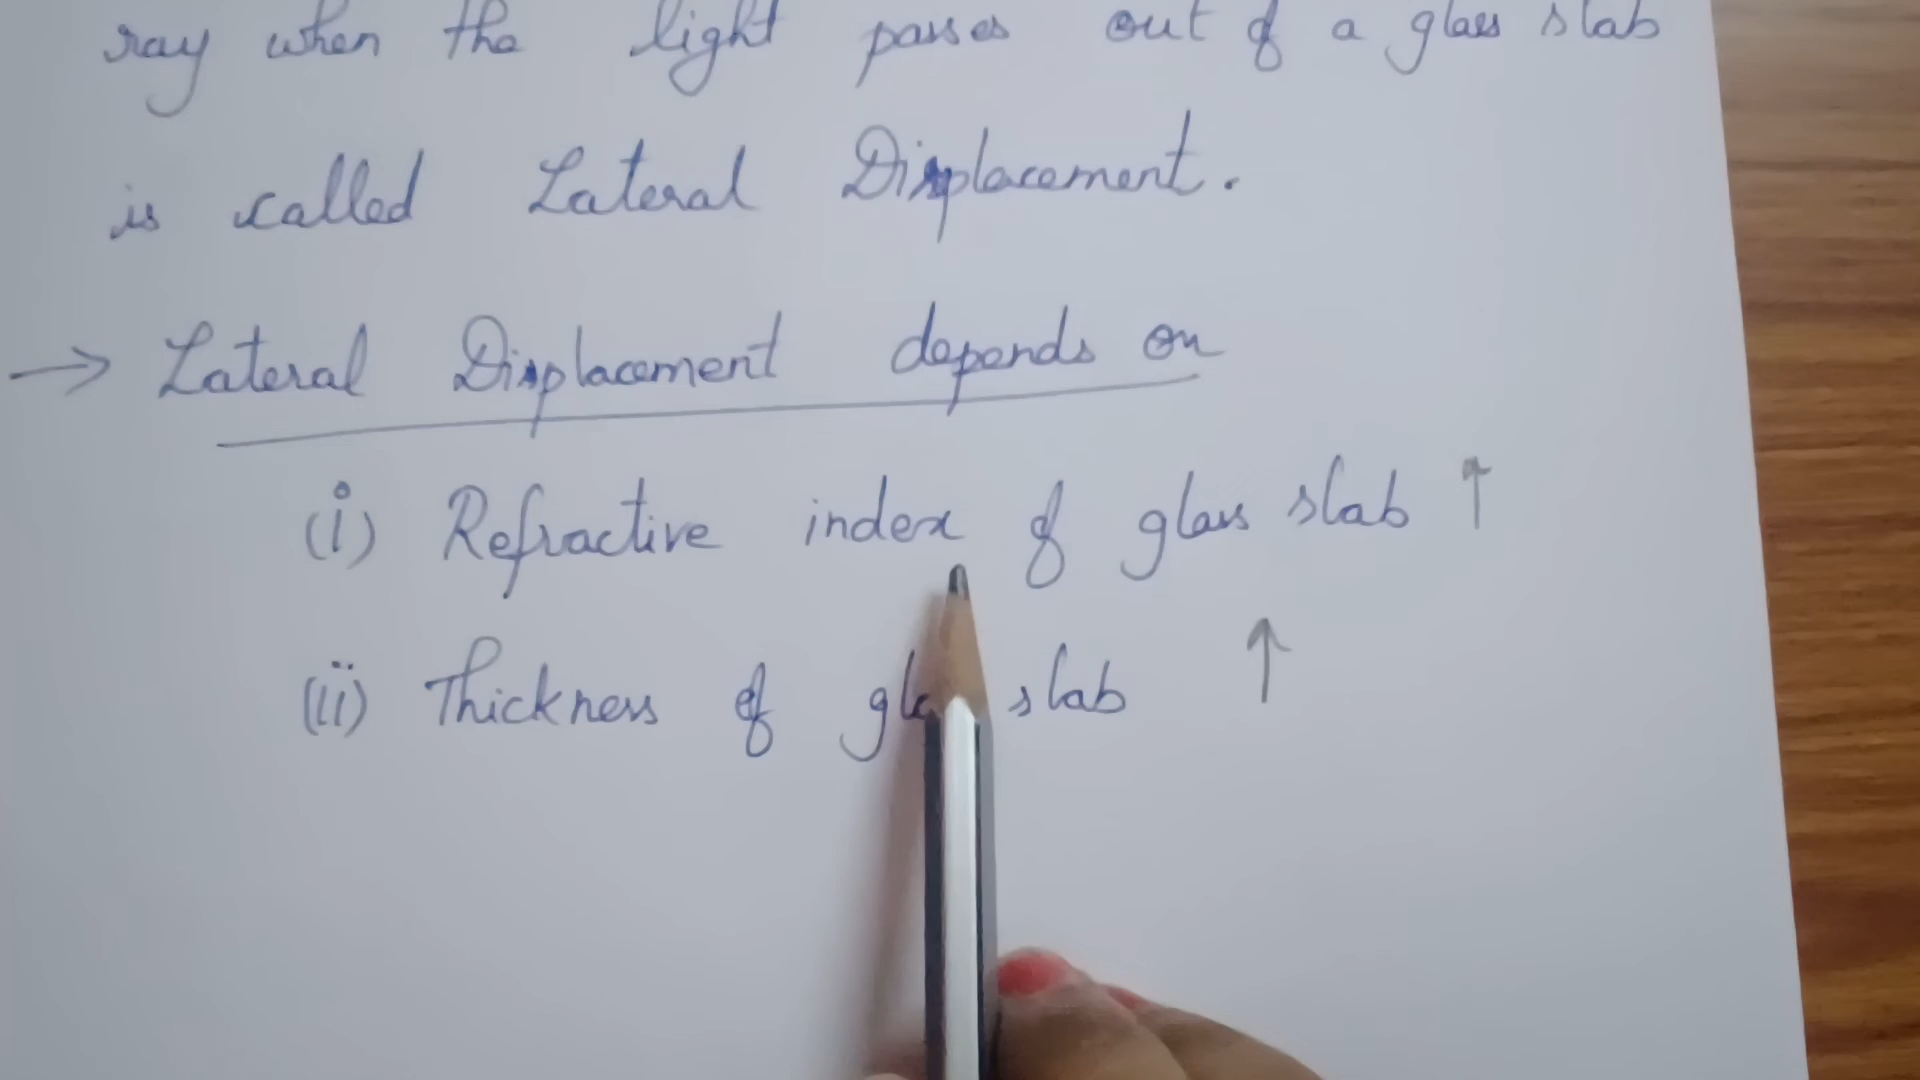 ray when the light passes out of a glass slab
is called Lateral Displacement.
→ Lateral Displacement depends on
(i) Refractive index of glass slab ↑
(ii) Thickness of slab ↑